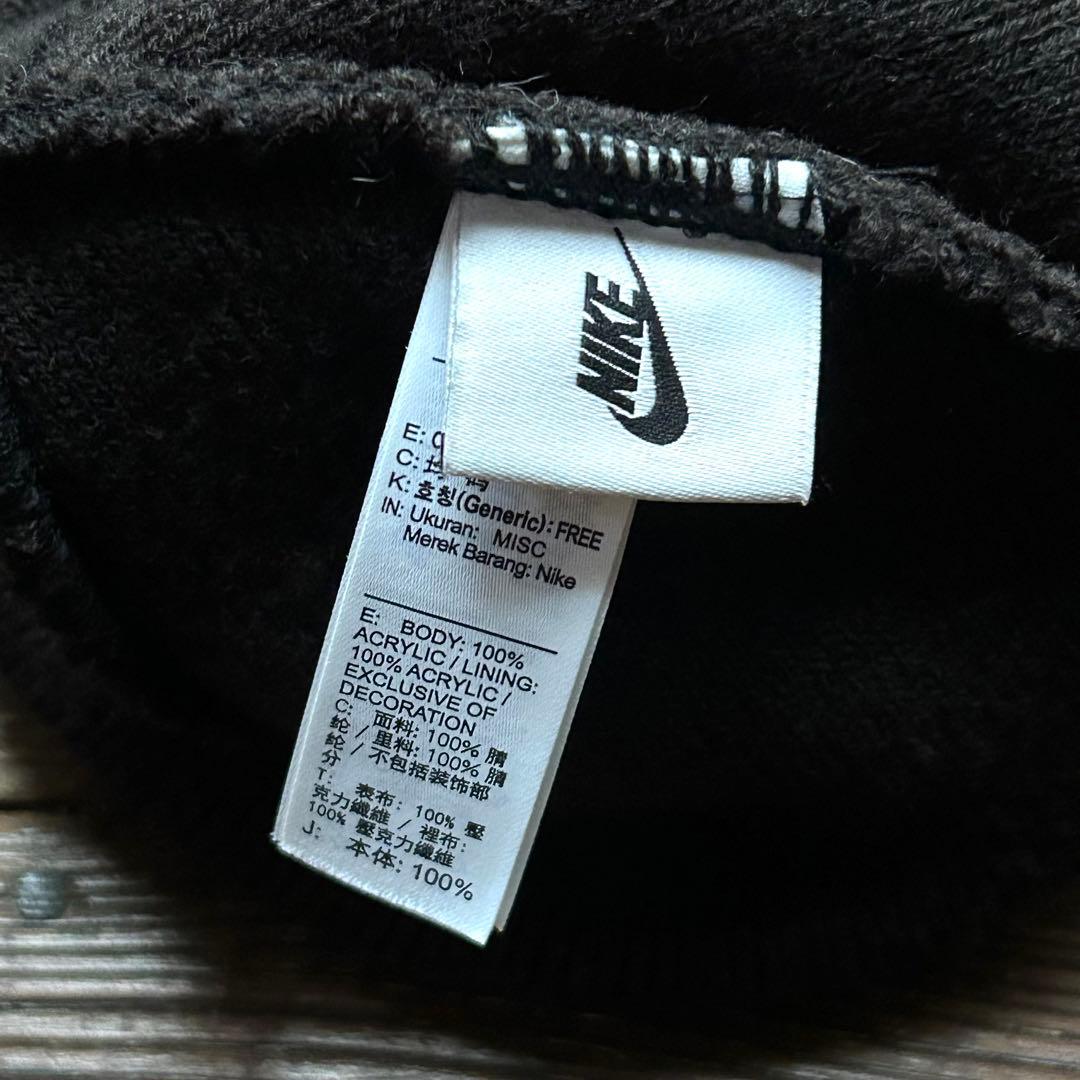 NIKE
E:
C: 码
K: 호칭(Generic): FREE
IN: Ukuran: MISC
Merek Barang: Nike
E: BODY: 100%
ACRYLIC / LINING:
100% ACRYLIC /
EXCLUSIVE OF
DECORATION
C: 面料: 100% 腈
纶 / 里料: 100% 腈
纶 / 不包括装饰部
分
T: 表布: 100% 壓
克力纖維 / 裡布:
100% 壓克力纖維
J: 本体: 100%